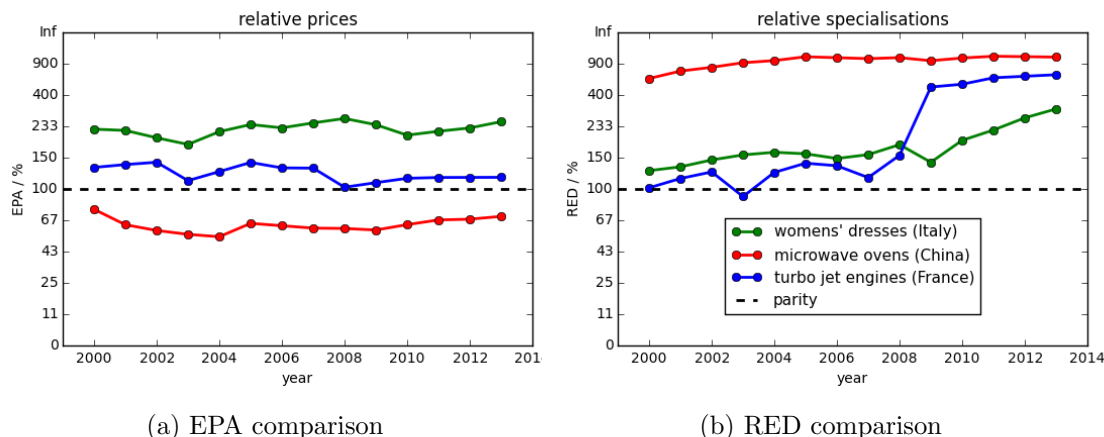 relative prices
Inf
900
400
233
150
100
67
43
25
11
0
EPA / %
2000 2002 2004 2006 2008 2010 2012 201
year
(a) EPA comparison
relative specialisations
Inf
900
400
233
150
100
67
43
25
11
0
RED / %
womens' dresses (Italy)
microwave ovens (China)
turbo jet engines (France)
parity
2000 2002 2004 2006 2008 2010 2012 2014
year
(b) RED comparison